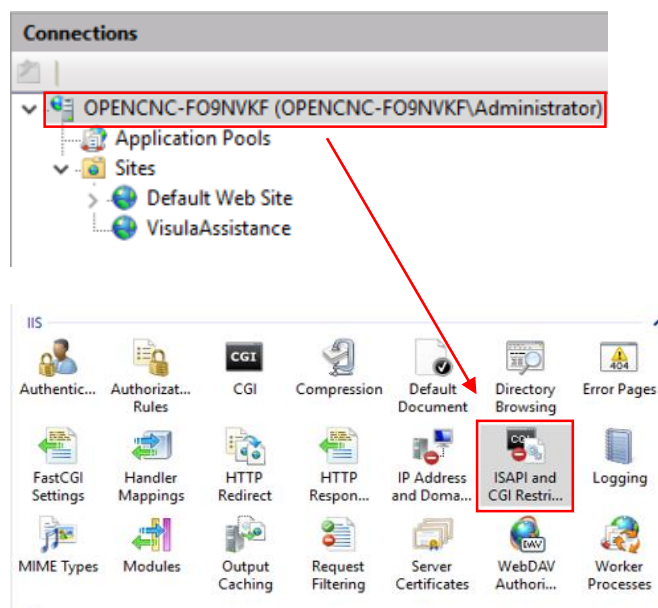 Connections
OPENCNC-FO9NVKF (OPENCNC-FO9NVKF\Administrator)
Application Pools
Sites
Default Web Site
VisulaAssistance
IIS
CGI
404
Authentic... Authorizat... CGI Compression Default Directory Error Pages
Rules Document Browsing
CGI
FastCGI Handler HTTP HTTP IP Address ISAPI and Logging
Settings Mappings Redirect Respon... and Doma... CGI Restri...
DAV
MIME Types Modules Output Request Server WebDAV Worker
Caching Filtering Certificates Authori... Processes